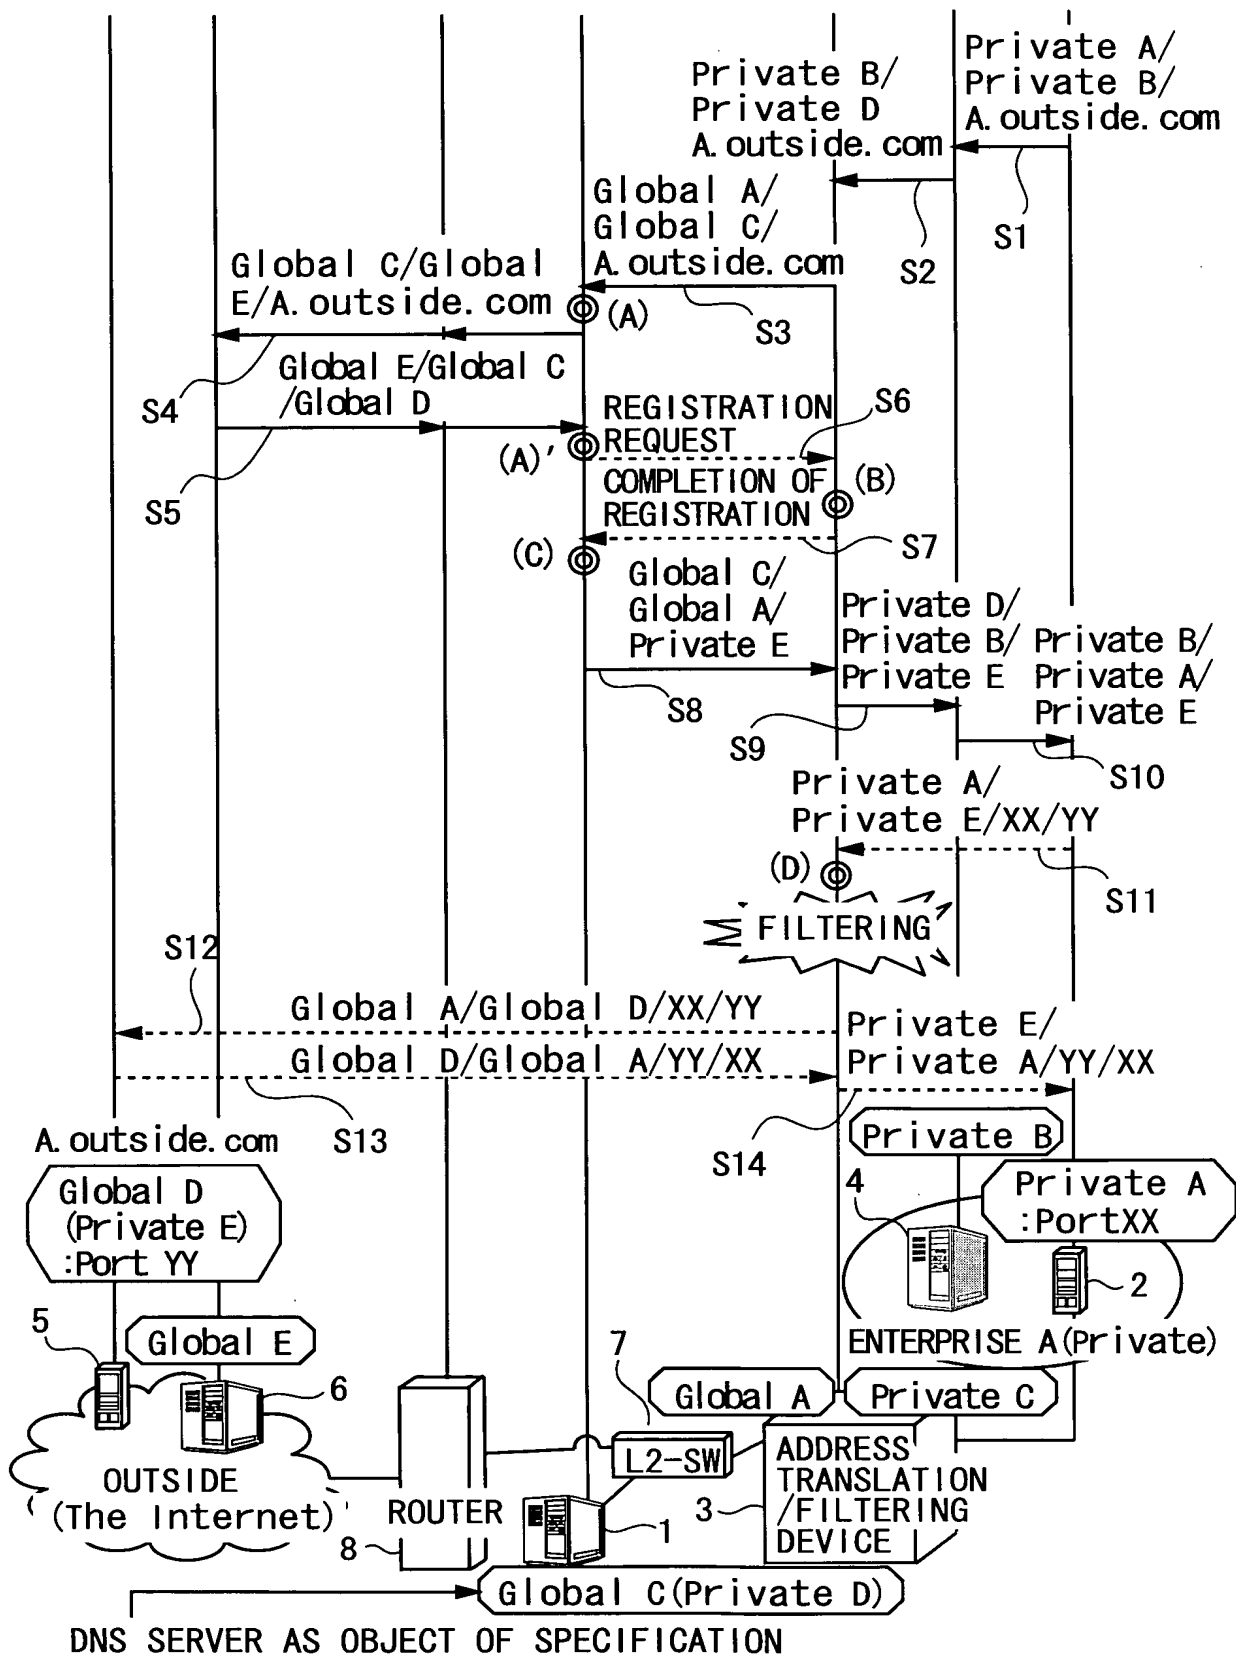 Private A/
Private B/
A.outside.com
Private B/
Private D
A.outside.com
S1
S2
Global A/
Global C/
A.outside.com
S3
(A)
Global C/Global
E/A.outside.com
S4
Global E/Global C
/Global D
S5
(A)'
REGISTRATION
REQUEST
S6
COMPLETION OF
REGISTRATION
(B)
S7
(C)
Global C/
Global A/
Private E
S8
Private D/
Private B/
Private E
S9
Private B/
Private A/
Private E
S10
Private A/
Private E/XX/YY
S11
(D)
FILTERING
S12
Global A/Global D/XX/YY
Global D/Global A/YY/XX
S13
Private E/
Private A/YY/XX
S14
A.outside.com
Global D
(Private E)
:Port YY
Private B
Private A
:PortXX
4
2
ENTERPRISE A(Private)
5
Global E
6
7
Global A
Private C
OUTSIDE
(The Internet)
ROUTER
8
L2-SW
1
3
ADDRESS
TRANSLATION
/FILTERING
DEVICE
Global C(Private D)
DNS SERVER AS OBJECT OF SPECIFICATION